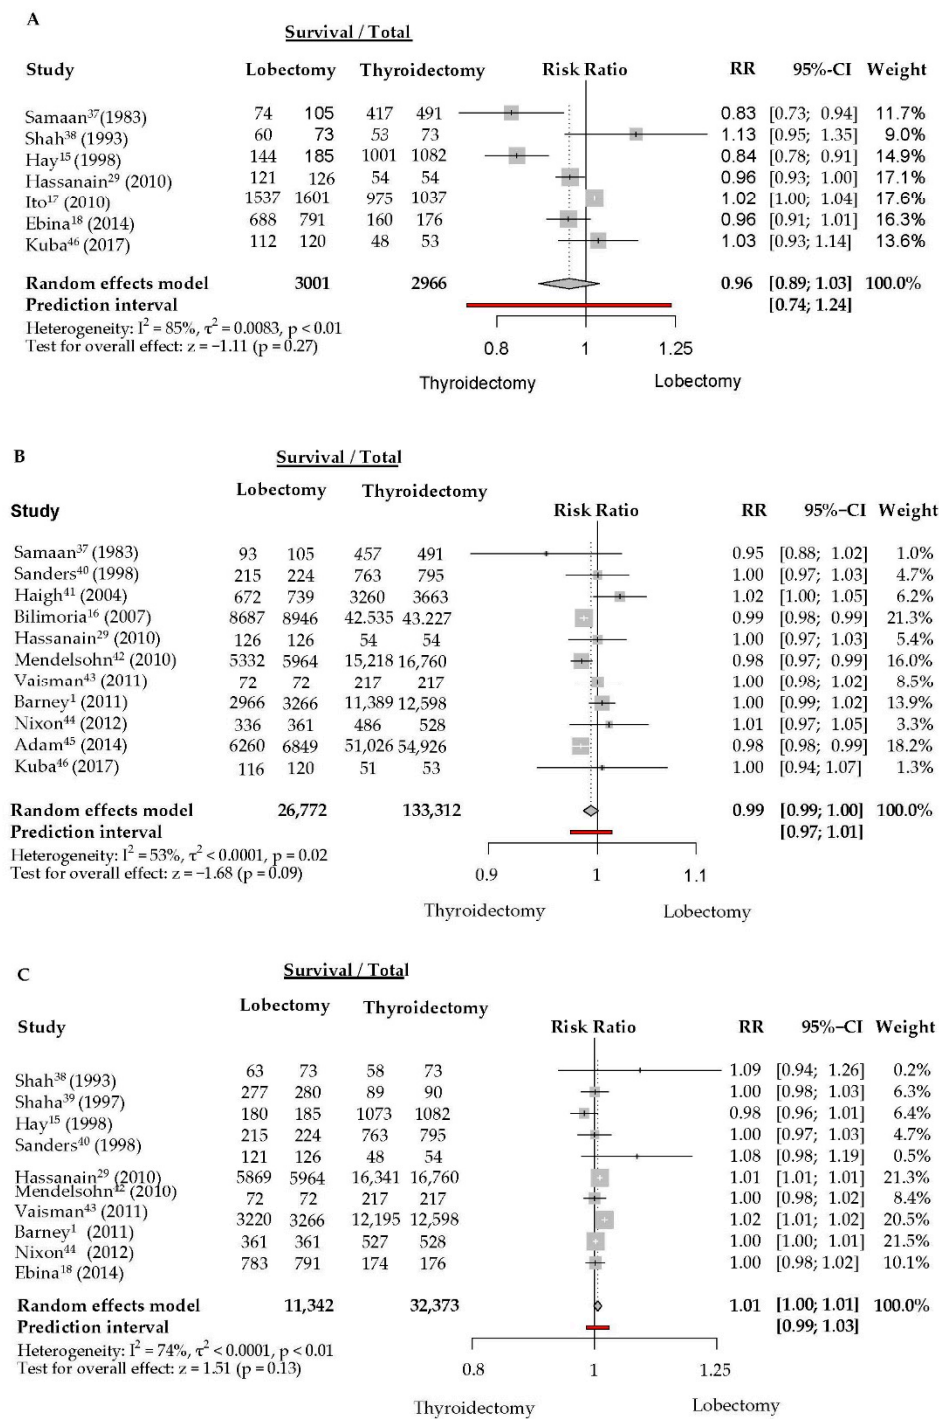 A
Survival / Total
Study Lobectomy Thyroidectomy Risk Ratio RR 95%-CI Weight
Samaan37(1983) 74 105 417 491 0.83 [0.73; 0.94] 11.7%
Shah38 (1993) 60 73 53 73 1.13 [0.95; 1.35] 9.0%
Hay15 (1998) 144 185 1001 1082 0.84 [0.78; 0.91] 14.9%
Hassanain29 (2010) 121 126 54 54 0.96 [0.93; 1.00] 17.1%
Ito17 (2010) 1537 1601 975 1037 1.02 [1.00; 1.04] 17.6%
Ebina18 (2014) 688 791 160 176 0.96 [0.91; 1.01] 16.3%
Kuba46 (2017) 112 120 48 53 1.03 [0.93; 1.14] 13.6%
Random effects model 3001 2966 0.96 [0.89; 1.03] 100.0%
Prediction interval [0.74; 1.24]
Heterogeneity: I2 = 85%, τ2 = 0.0083, p < 0.01
Test for overall effect: z = −1.11 (p = 0.27)
0.8 1 1.25
Thyroidectomy Lobectomy
B
Survival / Total
Lobectomy Thyroidectomy
Study Risk Ratio RR 95%−CI Weight
Samaan37 (1983) 93 105 457 491 0.95 [0.88; 1.02] 1.0%
Sanders40 (1998) 215 224 763 795 1.00 [0.97; 1.03] 4.7%
Haigh41 (2004) 672 739 3260 3663 1.02 [1.00; 1.05] 6.2%
Bilimoria16 (2007) 8687 8946 42.535 43.227 0.99 [0.98; 0.99] 21.3%
Hassanain29 (2010) 126 126 54 54 1.00 [0.97; 1.03] 5.4%
Mendelsohn42 (2010) 5332 5964 15,218 16,760 0.98 [0.97; 0.99] 16.0%
Vaisman43 (2011) 72 72 217 217 1.00 [0.98; 1.02] 8.5%
Barney1 (2011) 2966 3266 11,389 12,598 1.00 [0.99; 1.02] 13.9%
Nixon44 (2012) 336 361 486 528 1.01 [0.97; 1.05] 3.3%
Adam45 (2014) 6260 6849 51,026 54,926 0.98 [0.98; 0.99] 18.2%
Kuba46 (2017) 116 120 51 53 1.00 [0.94; 1.07] 1.3%
Random effects model 26,772 133,312 0.99 [0.99; 1.00] 100.0%
Prediction interval [0.97; 1.01]
Heterogeneity: I2 = 53%, τ2 < 0.0001, p = 0.02
Test for overall effect: z = −1.68 (p = 0.09)
0.9 1 1.1
Thyroidectomy Lobectomy
C
Survival / Total
Lobectomy Thyroidectomy
Study Risk Ratio RR 95%-CI Weight
Shah38 (1993) 63 73 58 73 1.09 [0.94; 1.26] 0.2%
Shaha39 (1997) 277 280 89 90 1.00 [0.98; 1.03] 6.3%
Hay15 (1998) 180 185 1073 1082 0.98 [0.96; 1.01] 6.4%
Sanders40 (1998) 215 224 763 795 1.00 [0.97; 1.03] 4.7%
Hassanain29 (2010) 121 126 48 54 1.08 [0.98; 1.19] 0.5%
Mendelsohn42 (2010) 5869 5964 16,341 16,760 1.01 [1.01; 1.01] 21.3%
Vaisman43 (2011) 72 72 217 217 1.00 [0.98; 1.02] 8.4%
Barney1 (2011) 3220 3266 12,195 12,598 1.02 [1.01; 1.02] 20.5%
Nixon44 (2012) 361 361 527 528 1.00 [1.00; 1.01] 21.5%
Ebina18 (2014) 783 791 174 176 1.00 [0.98; 1.02] 10.1%
Random effects model 11,342 32,373 1.01 [1.00; 1.01] 100.0%
Prediction interval [0.99; 1.03]
Heterogeneity: I2 = 74%, τ2 < 0.0001, p < 0.01
Test for overall effect: z = 1.51 (p = 0.13)
0.8 1 1.25
Thyroidectomy Lobectomy